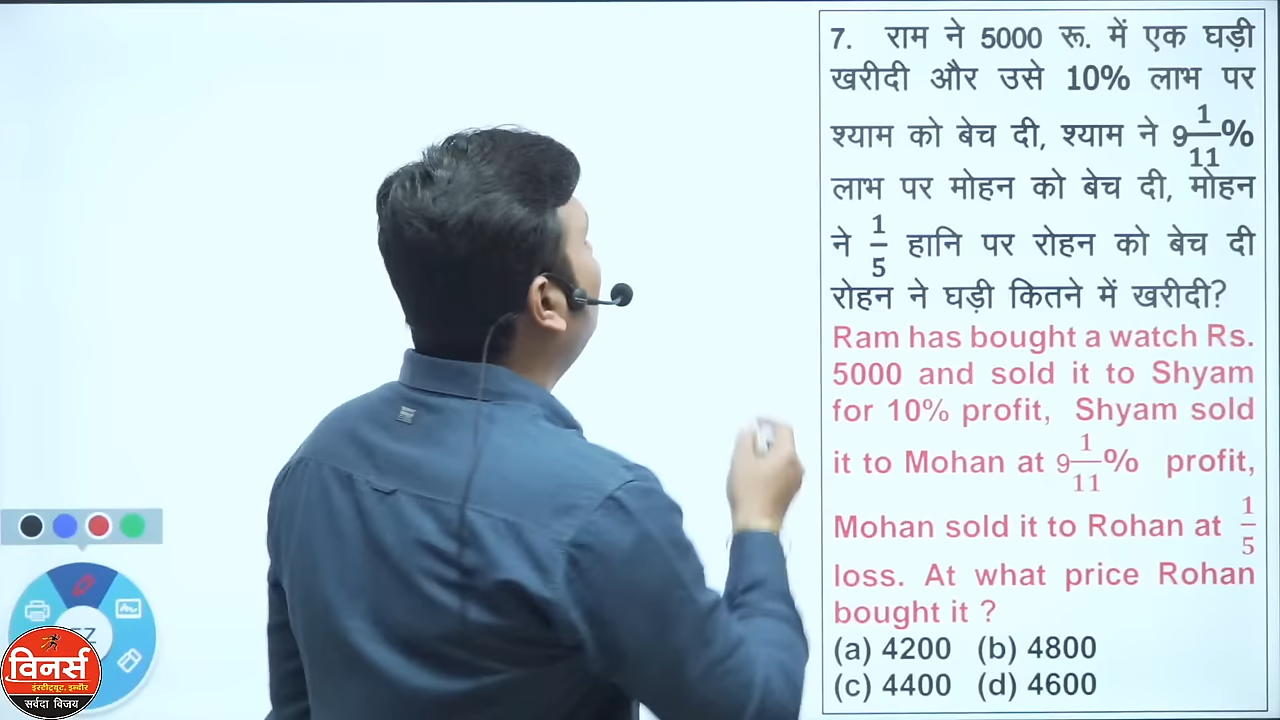 7. राम ने 5000 रू. में एक घड़ी
खरीदी और उसे 10% लाभ पर
श्याम को बेच दी, श्याम ने 9 1/11 %
लाभ पर मोहन को बेच दी, मोहन
ने 1/5 हानि पर रोहन को बेच दी
रोहन ने घड़ी कितने में खरीदी?
Ram has bought a watch Rs.
5000 and sold it to Shyam
for 10% profit, Shyam sold
it to Mohan at 9 1/11 % profit,
Mohan sold it to Rohan at 1/5
loss. At what price Rohan
bought it ?
(a) 4200 (b) 4800
(c) 4400 (d) 4600
विनर्स
इंस्टीट्यूट, इन्दौर
सर्वदा विजय